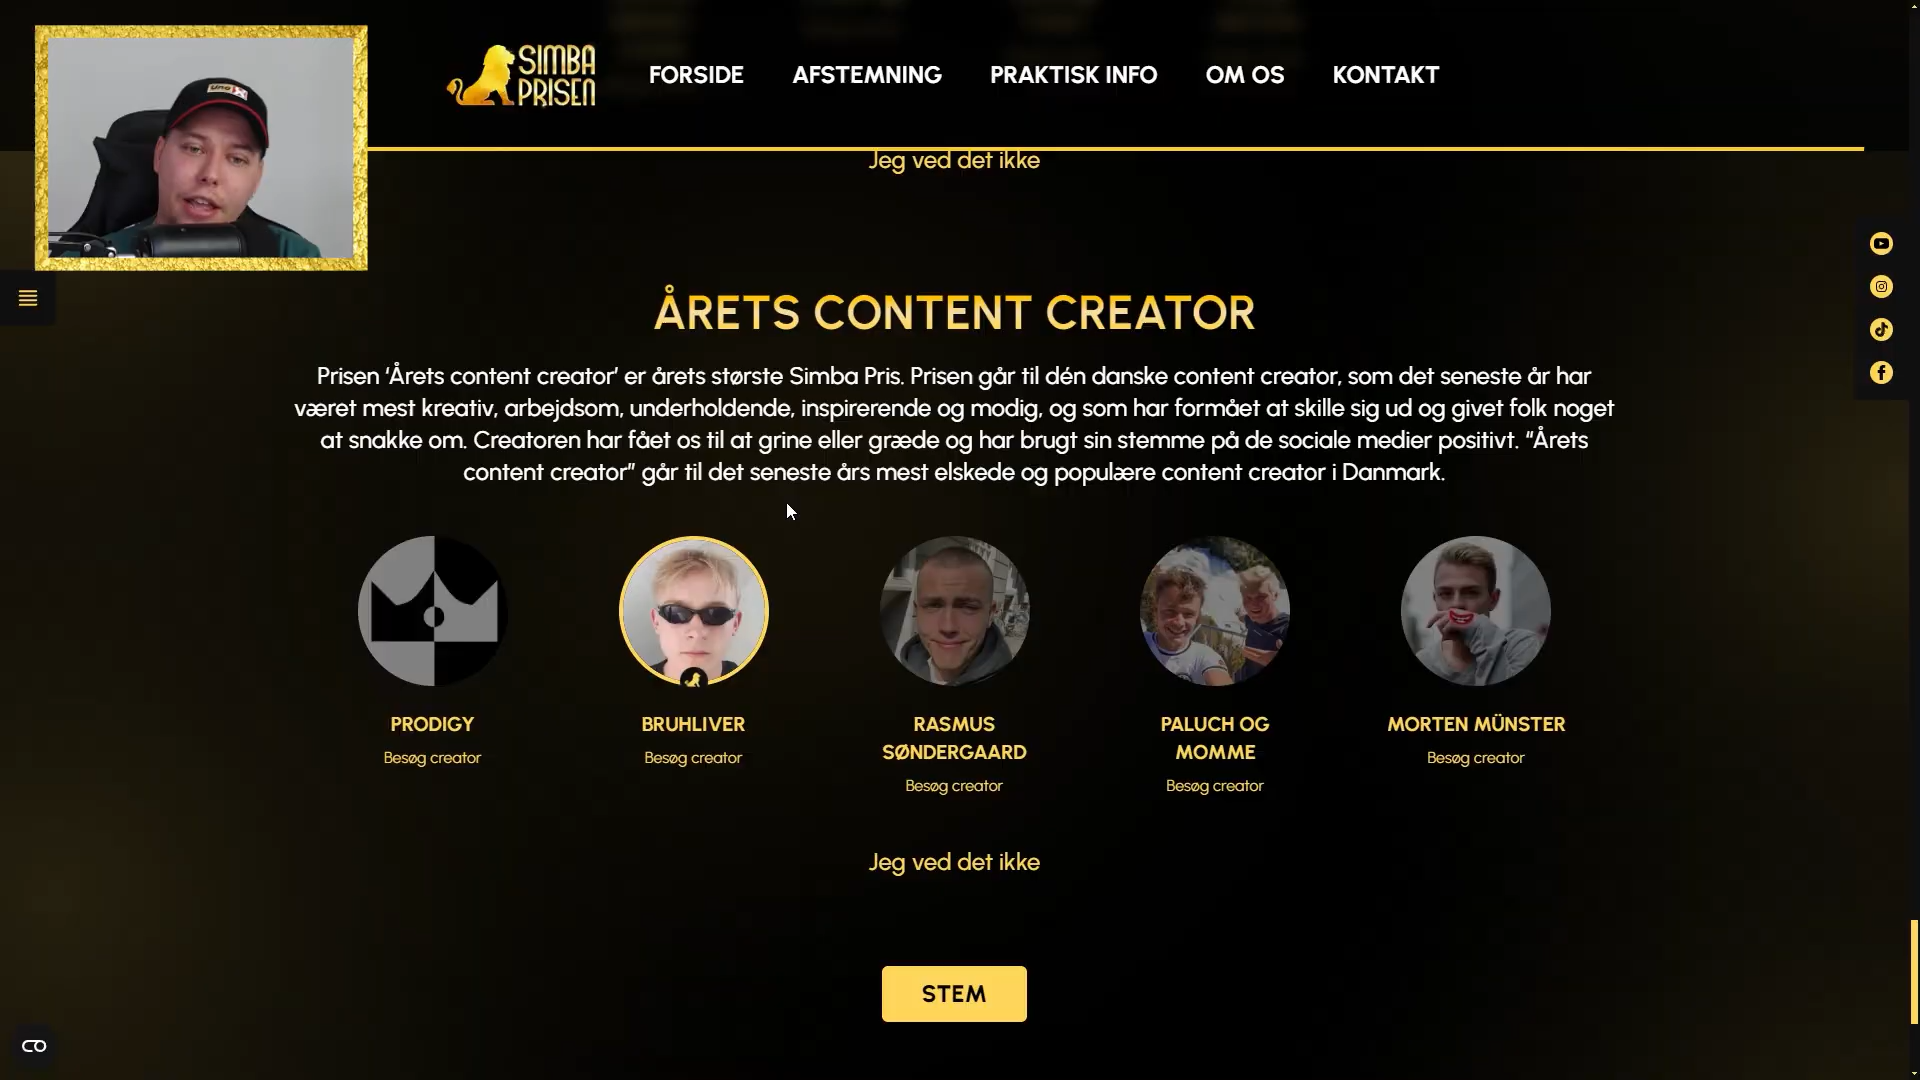 SIMBA
PRISEN
FORSIDE
AFSTEMNING
PRAKTISK INFO
OM OS
KONTAKT
Jeg ved det ikke
ÅRETS CONTENT CREATOR
Prisen ‘Årets content creator’ er årets største Simba Pris. Prisen går til dén danske content creator, som det seneste år har
været mest kreativ, arbejdsom, underholdende, inspirerende og modig, og som har formået at skille sig ud og givet folk noget
at snakke om. Creatoren har fået os til at grine eller græde og har brugt sin stemme på de sociale medier positivt. “Årets
content creator” går til det seneste års mest elskede og populære content creator i Danmark.
PRODIGY
Besøg creator
BRUHLIVER
Besøg creator
RASMUS
SØNDERGAARD
Besøg creator
PALUCH OG
MOMME
Besøg creator
MORTEN MÜNSTER
Besøg creator
Jeg ved det ikke
STEM